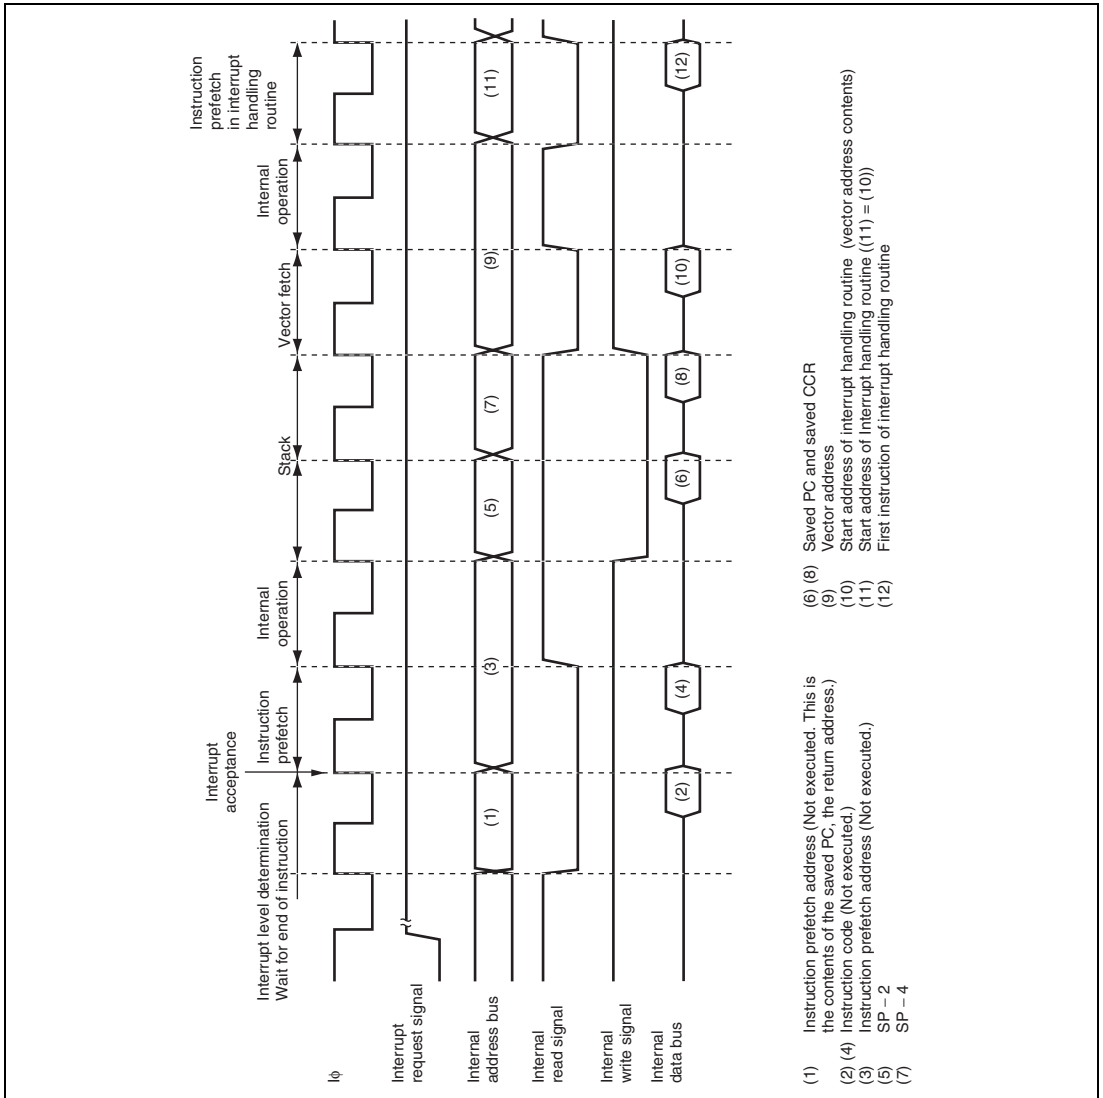 Interrupt
acceptance
Interrupt level determination
Wait for end of instruction
Instruction
prefetch
Internal
operation
Stack
Vector fetch
Internal
operation
Instruction
prefetch
in interrupt
handling
routine
Iφ
Interrupt
request signal
Internal
address bus
(1)
(3)
(5)
(7)
(9)
(11)
Internal
read signal
Internal
write signal
Internal
data bus
(2)
(4)
(6)
(8)
(10)
(12)
(1) Instruction prefetch address (Not executed. This is
the contents of the saved PC, the return address.)
(2) (4) Instruction code (Not executed.)
(3) Instruction prefetch address (Not executed.)
(5) SP – 2
(7) SP – 4
(6) (8) Saved PC and saved CCR
(9) Vector address
(10) Start address of interrupt handling routine (vector address contents)
(11) Start address of Interrupt handling routine ((11) = (10))
(12) First instruction of interrupt handling routine